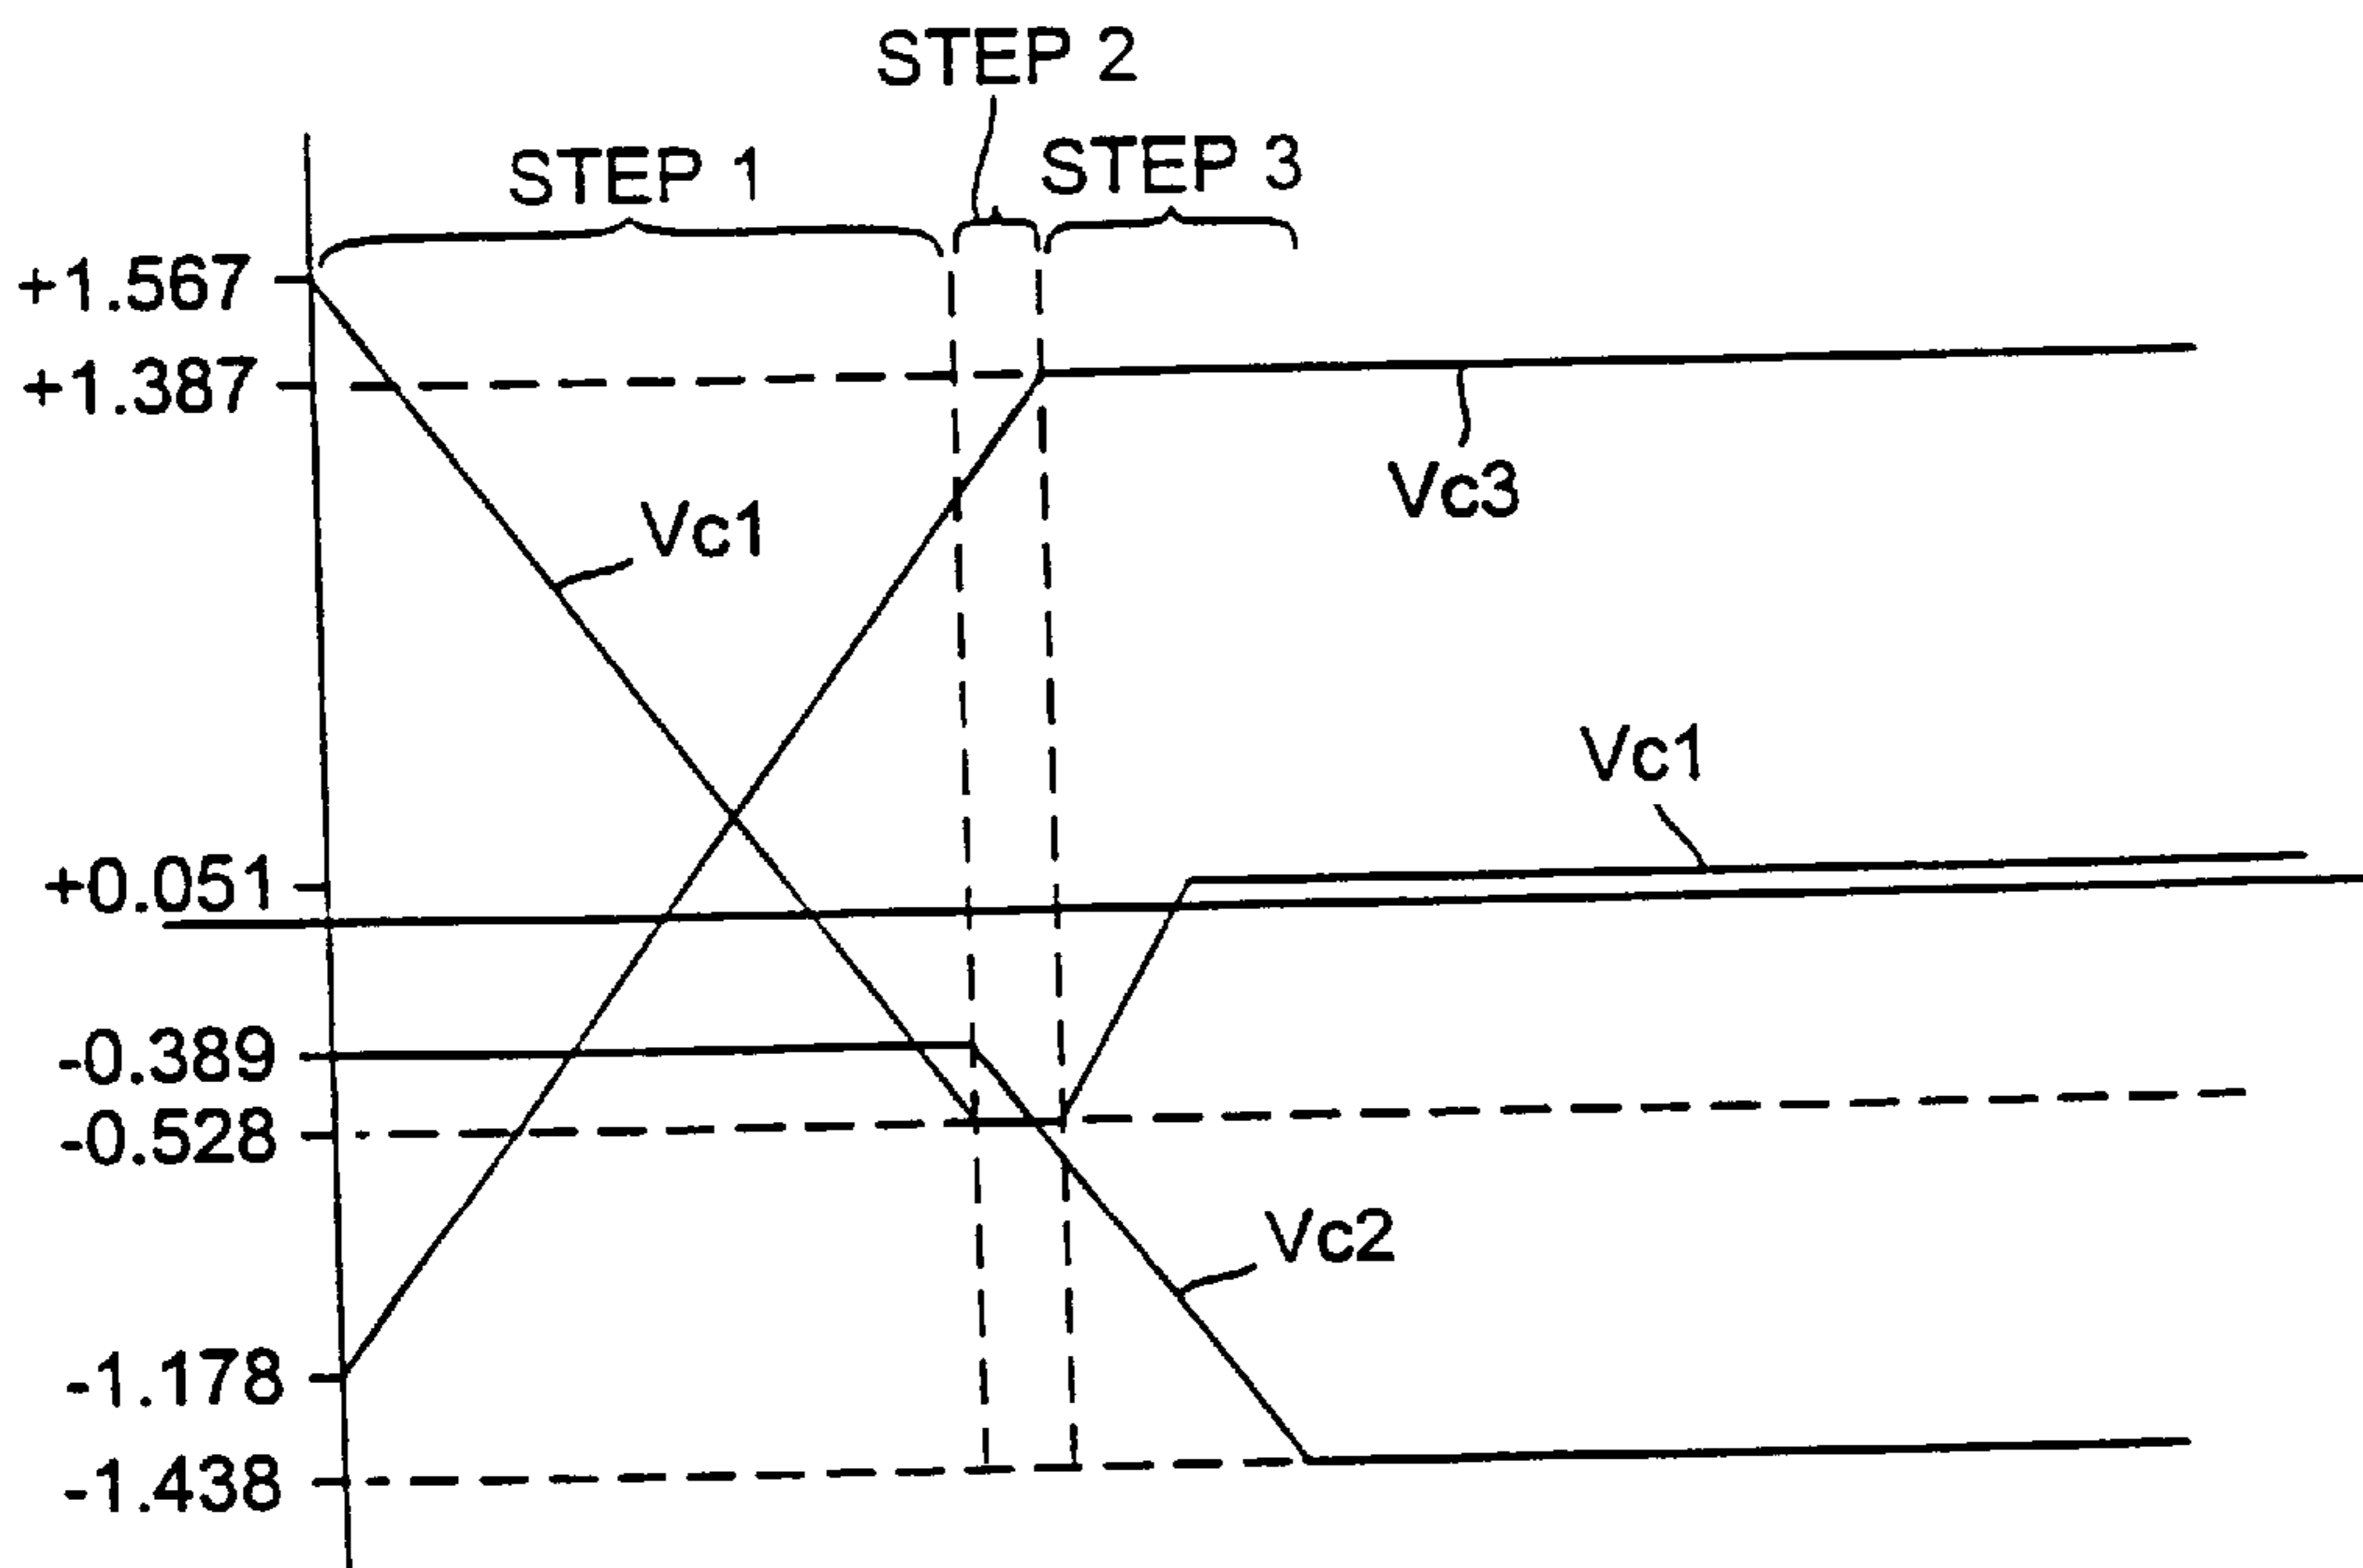 STEP 2
STEP 1
STEP 3
+1.567
+1.387
Vc3
Vc1
Vc1
+0.051
-0.389
-0.528
Vc2
-1.178
-1.438